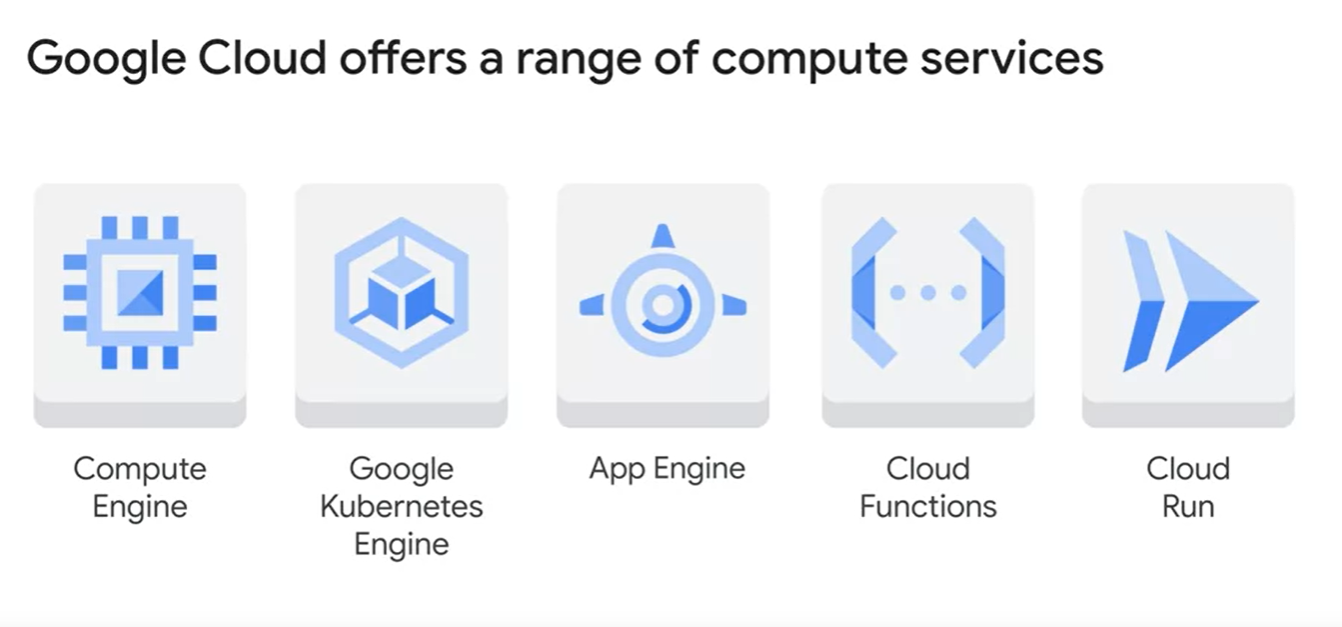 Google Cloud offers a range of compute services
Compute
Engine
Google
Kubernetes
Engine
App Engine
Cloud
Functions
Cloud
Run